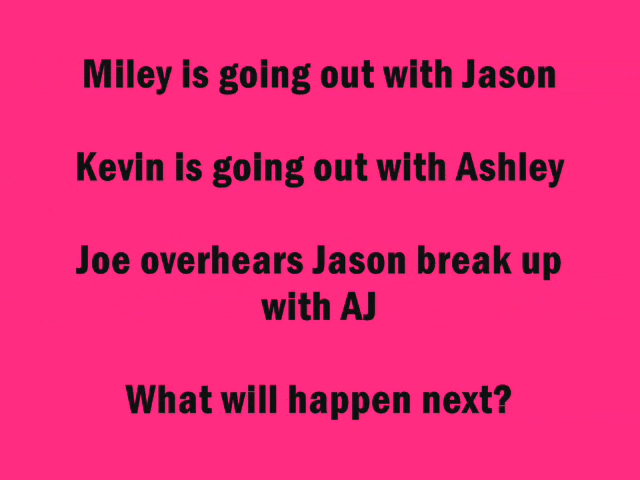 Miley is going out with Jason
Kevin is going out with Ashley
Joe overhears Jason break up
with AJ
What will happen next?